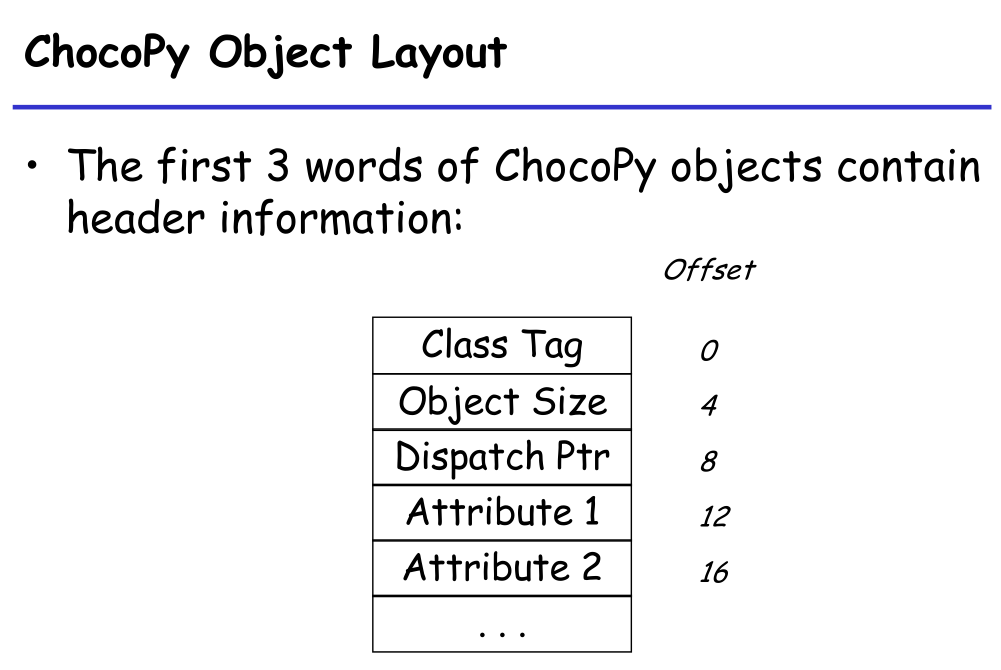 ChocoPy Object Layout
• The first 3 words of ChocoPy objects contain
header information:
Offset
Class Tag 0
Object Size 4
Dispatch Ptr 8
Attribute 1 12
Attribute 2 16
. . .